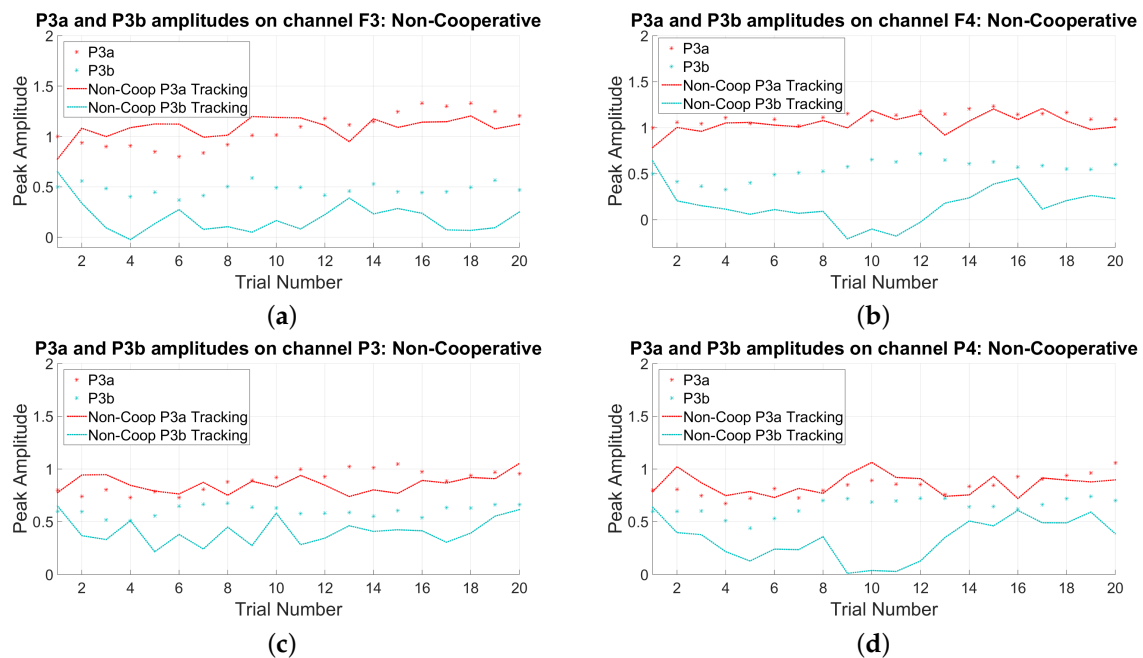 P3a and P3b amplitudes on channel F3: Non-Cooperative
2
1.5
1
0.5
0
Peak Amplitude
P3a
P3b
Non-Coop P3a Tracking
Non-Coop P3b Tracking
2 4 6 8 10 12 14 16 18 20
Trial Number
(a)
P3a and P3b amplitudes on channel F4: Non-Cooperative
2
1.5
1
0.5
0
Peak Amplitude
P3a
P3b
Non-Coop P3a Tracking
Non-Coop P3b Tracking
2 4 6 8 10 12 14 16 18 20
Trial Number
(b)
P3a and P3b amplitudes on channel P3: Non-Cooperative
2
1.5
1
0.5
0
Peak Amplitude
P3a
P3b
Non-Coop P3a Tracking
Non-Coop P3b Tracking
2 4 6 8 10 12 14 16 18 20
Trial Number
(c)
P3a and P3b amplitudes on channel P4: Non-Cooperative
2
1.5
1
0.5
0
Peak Amplitude
P3a
P3b
Non-Coop P3a Tracking
Non-Coop P3b Tracking
2 4 6 8 10 12 14 16 18 20
Trial Number
(d)